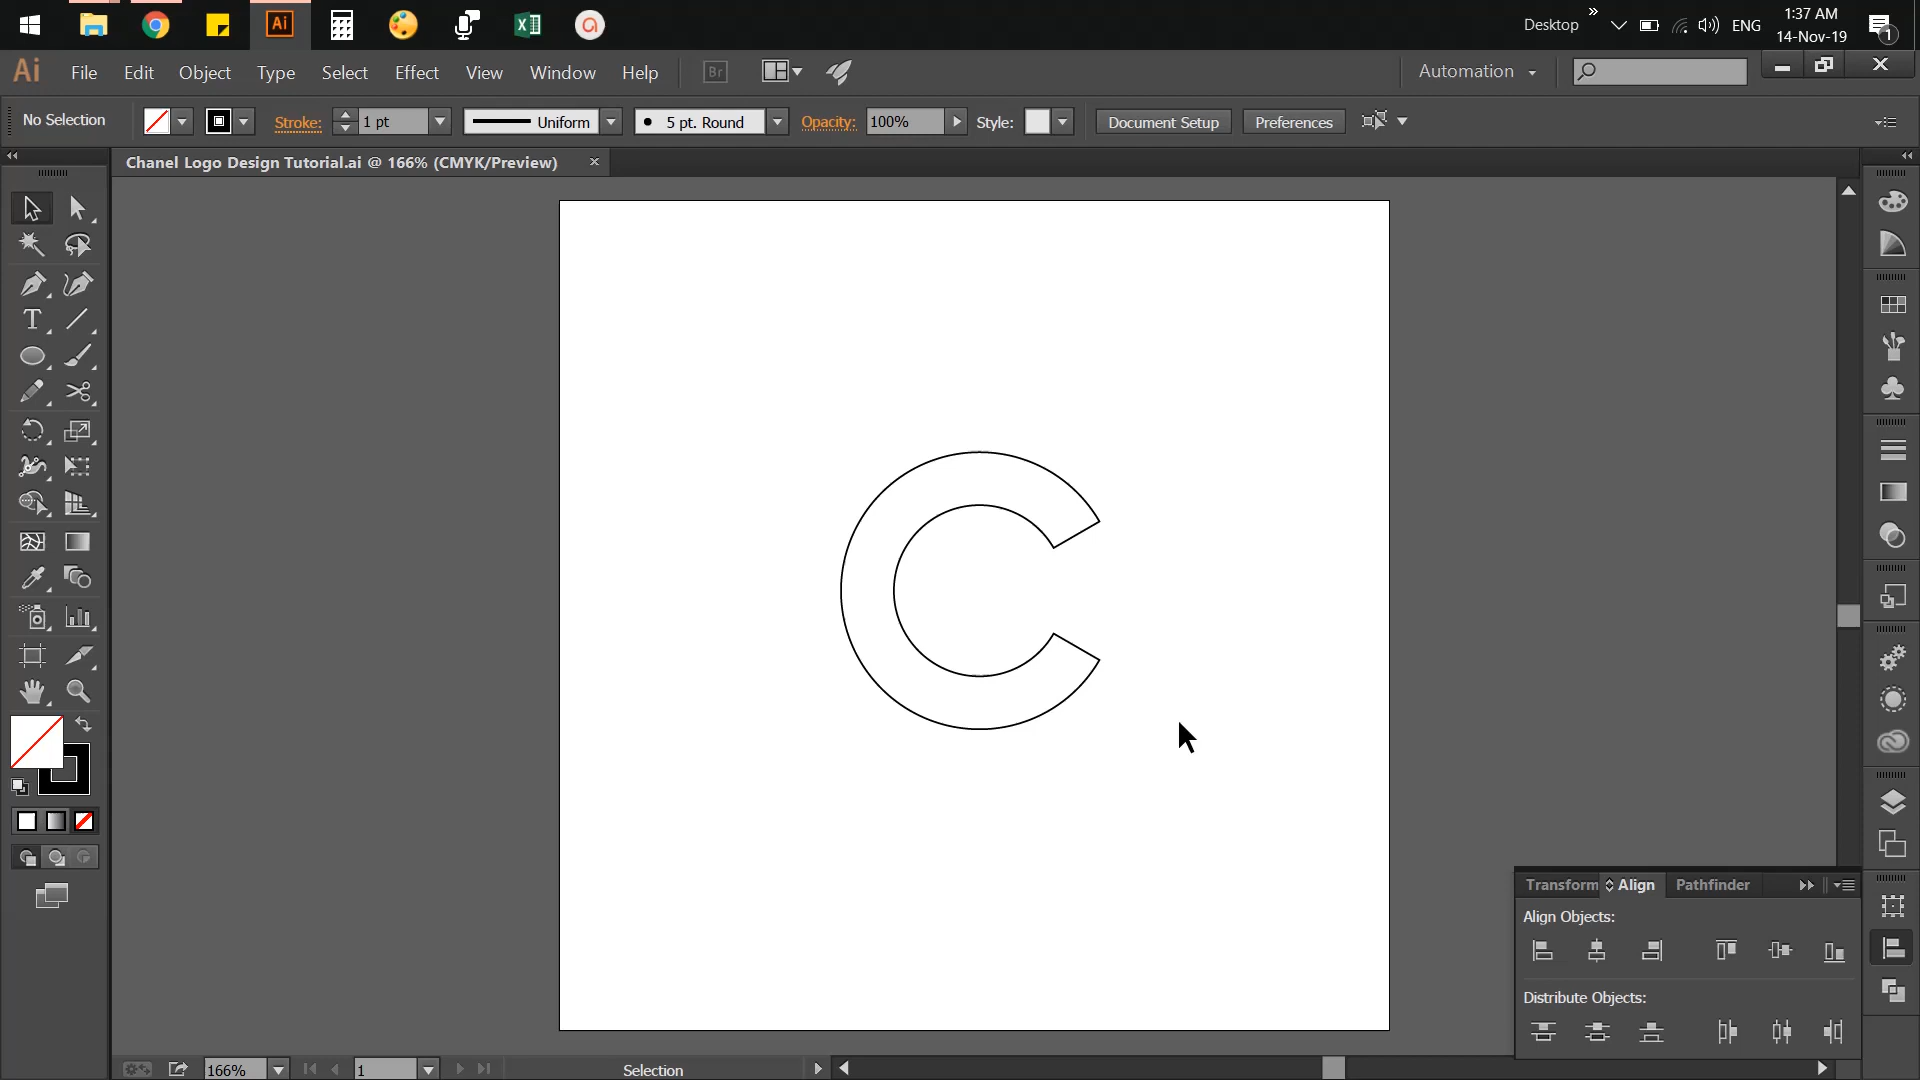 Desktop
ENG
1:37 AM
14-Nov-19
1
Ai
File Edit Object Type Select Effect View Window Help
Br
Automation
No Selection
Stroke: 1 pt
Uniform
5 pt. Round
Opacity: 100%
Style:
Document Setup
Preferences
Chanel Logo Design Tutorial.ai @ 166% (CMYK/Preview)
T
Transform
Align
Pathfinder
Align Objects:
Distribute Objects:
166%
1
Selection